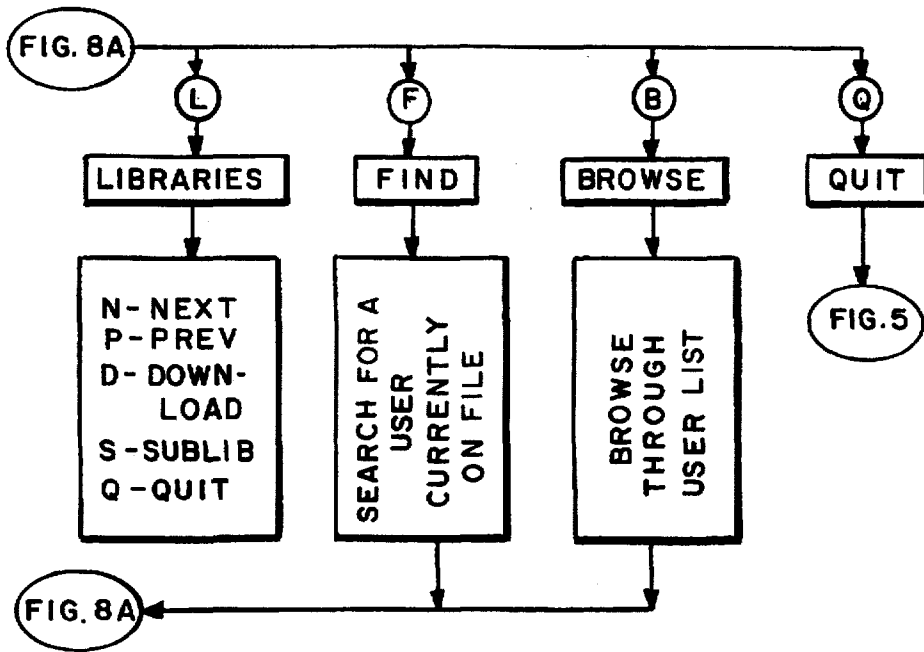 FIG. 8A
L
F
B
Q
LIBRARIES
FIND
BROWSE
QUIT
N-NEXT
P-PREV
D-DOWN-
LOAD
S-SUBLIB
Q-QUIT
SEARCH FOR A
USER
CURRENTLY
ON FILE
BROWSE
THROUGH
USER LIST
FIG. 5
FIG. 8A